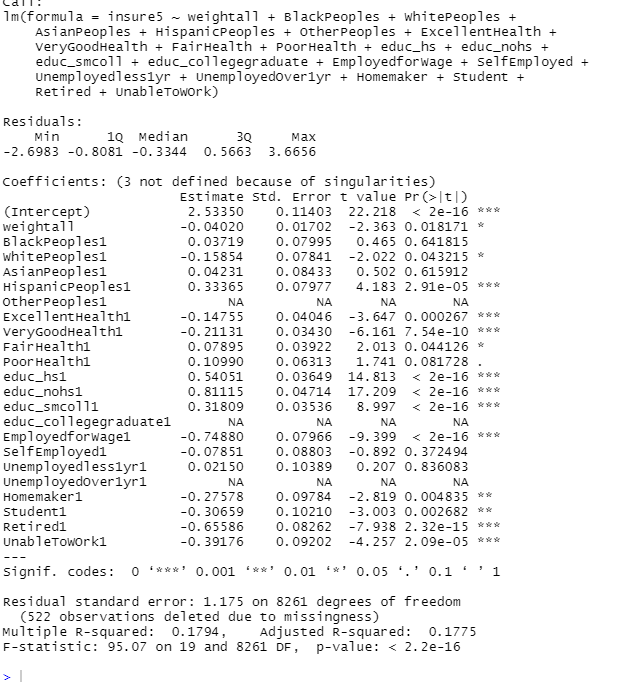 Call:
lm(formula = insure5 ~ weightall + BlackPeoples + WhitePeoples +
AsianPeoples + HispanicPeoples + OtherPeoples + ExcellentHealth +
VeryGoodHealth + FairHealth + PoorHealth + educ_hs + educ_nohs +
educ_smcoll + educ_collegegraduate + EmployedforWage + SelfEmployed +
Unemployedless1yr + UnemployedOver1yr + Homemaker + Student +
Retired + UnableToWOrk)
Residuals:
Min 1Q Median 3Q Max
-2.6983 -0.8081 -0.3344 0.5663 3.6656
Coefficients: (3 not defined because of singularities)
Estimate Std. Error t value Pr(>|t|)
(Intercept) 2.53350 0.11403 22.218 < 2e-16 ***
weightall -0.04020 0.01702 -2.363 0.018171 *
BlackPeoples1 0.03719 0.07995 0.465 0.641815
WhitePeoples1 -0.15854 0.07841 -2.022 0.043215 *
AsianPeoples1 0.04231 0.08433 0.502 0.615912
HispanicPeoples1 0.33365 0.07977 4.183 2.91e-05 ***
OtherPeoples1 NA NA NA NA
ExcellentHealth1 -0.14755 0.04046 -3.647 0.000267 ***
VeryGoodHealth1 -0.21131 0.03430 -6.161 7.54e-10 ***
FairHealth1 0.07895 0.03922 2.013 0.044126 *
PoorHealth1 0.10990 0.06313 1.741 0.081728 .
educ_hs1 0.54051 0.03649 14.813 < 2e-16 ***
educ_nohs1 0.81115 0.04714 17.209 < 2e-16 ***
educ_smcoll1 0.31809 0.03536 8.997 < 2e-16 ***
educ_collegegraduate1 NA NA NA NA
EmployedforWage1 -0.74880 0.07966 -9.399 < 2e-16 ***
SelfEmployed1 -0.07851 0.08803 -0.892 0.372494
Unemployedless1yr1 0.02150 0.10389 0.207 0.836083
UnemployedOver1yr1 NA NA NA NA
Homemaker1 -0.27578 0.09784 -2.819 0.004835 **
Student1 -0.30659 0.10210 -3.003 0.002682 **
Retired1 -0.65586 0.08262 -7.938 2.32e-15 ***
UnableToWOrk1 -0.39176 0.09202 -4.257 2.09e-05 ***
---
Signif. codes: 0 ‘***’ 0.001 ‘**’ 0.01 ‘*’ 0.05 ‘.’ 0.1 ‘ ’ 1
Residual standard error: 1.175 on 8261 degrees of freedom
(522 observations deleted due to missingness)
Multiple R-squared: 0.1794, Adjusted R-squared: 0.1775
F-statistic: 95.07 on 19 and 8261 DF, p-value: < 2.2e-16
>